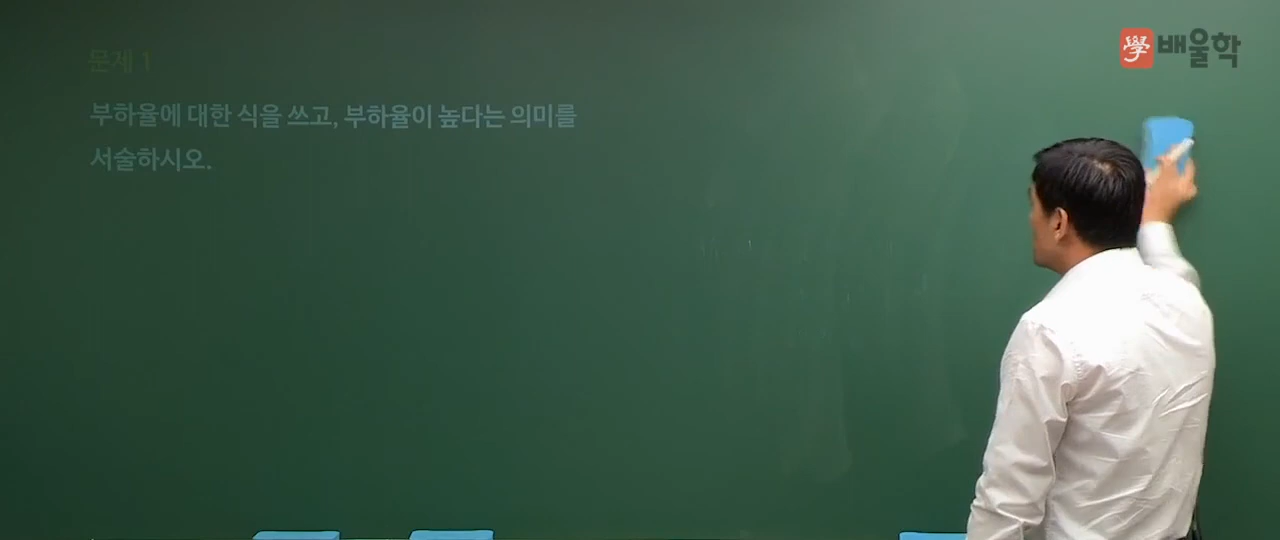 學 배울학
문제 1
부하율에 대한 식을 쓰고, 부하율이 높다는 의미를
서술하시오.